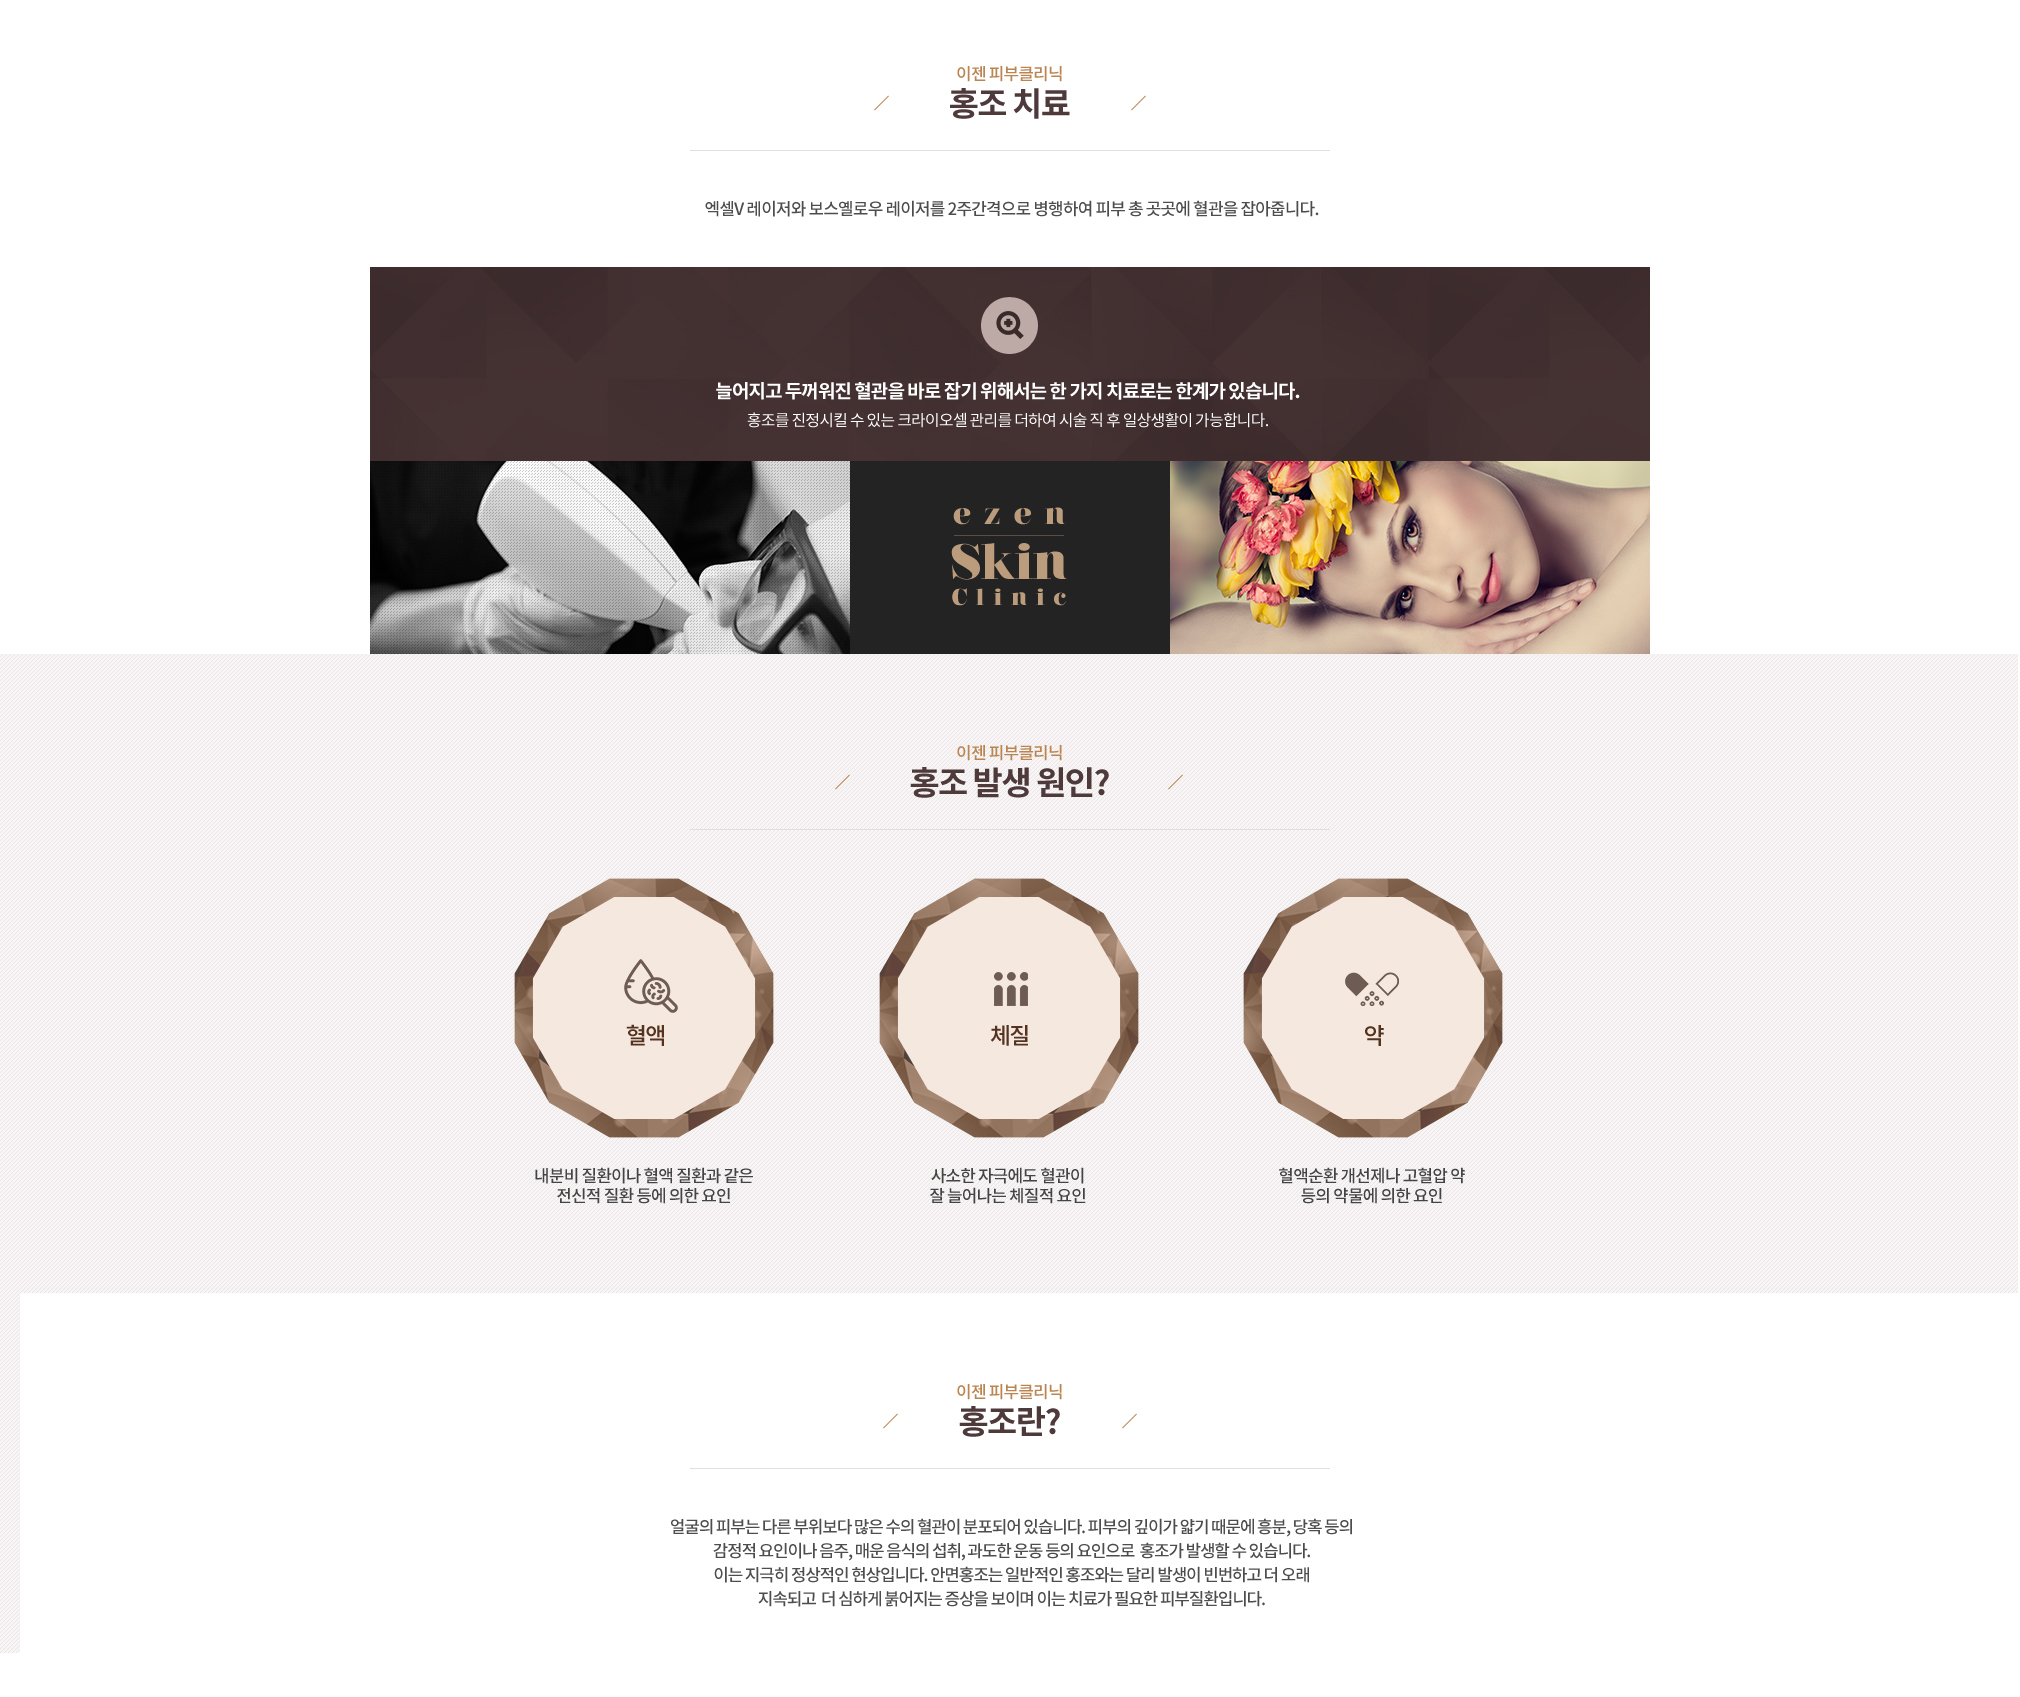 이젠 피부클리닉
홍조 치료
엑셀V 레이저와 보스옐로우 레이저를 2주간격으로 병행하여 피부 총 곳곳에 혈관을 잡아줍니다.
늘어지고 두꺼워진 혈관을 바로 잡기 위해서는 한 가지 치료로는 한계가 있습니다.
홍조를 진정시킬 수 있는 크라이오셀 관리를 더하여 시술 직 후 일상생활이 가능합니다.
ezen
Skin
Clinic
이젠 피부클리닉
홍조 발생 원인?
혈액
체질
약
내분비 질환이나 혈액 질환과 같은
전신적 질환 등에 의한 요인
사소한 자극에도 혈관이
잘 늘어나는 체질적 요인
혈액순환 개선제나 고혈압 약
등의 약물에 의한 요인
이젠 피부클리닉
홍조란?
얼굴의 피부는 다른 부위보다 많은 수의 혈관이 분포되어 있습니다. 피부의 깊이가 얇기 때문에 흥분, 당혹 등의
감정적 요인이나 음주, 매운 음식의 섭취, 과도한 운동 등의 요인으로 홍조가 발생할 수 있습니다.
이는 지극히 정상적인 현상입니다. 안면홍조는 일반적인 홍조와는 달리 발생이 빈번하고 더 오래
지속되고 더 심하게 붉어지는 증상을 보이며 이는 치료가 필요한 피부질환입니다.